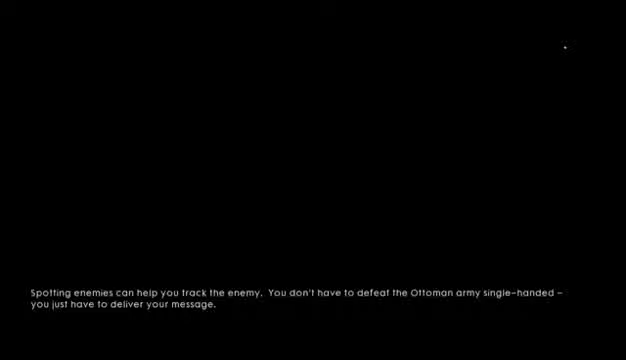 Spotting enemies can help you track the enemy. You don't have to defeat the Ottoman army single-handed -
you just have to deliver your message.